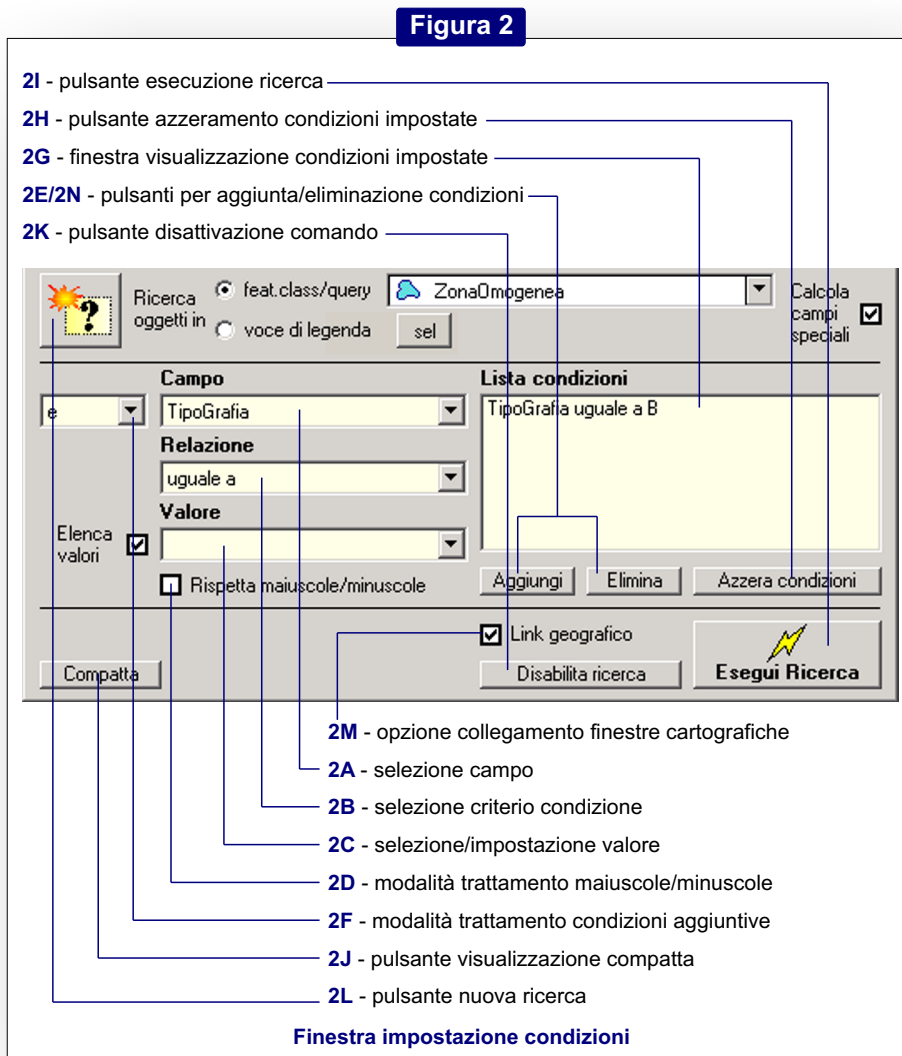 Figura 2
2I - pulsante esecuzione ricerca
2H - pulsante azzeramento condizioni impostate
2G - finestra visualizzazione condizioni impostate
2E/2N - pulsanti per aggiunta/eliminazione condizioni
2K - pulsante disattivazione comando
?
Ricerca oggetti in
feat.class/query
ZonaOmogenea
Calcola campi speciali
voce di legenda
sel
Campo
Lista condizioni
e
TipoGrafia
TipoGrafia uguale a B
Relazione
uguale a
Valore
Elenca valori
Rispetta maiuscole/minuscole
Aggiungi
Elimina
Azzera condizioni
Link geografico
Compatta
Disabilita ricerca
Esegui Ricerca
2M - opzione collegamento finestre cartografiche
2A - selezione campo
2B - selezione criterio condizione
2C - selezione/impostazione valore
2D - modalità trattamento maiuscole/minuscole
2F - modalità trattamento condizioni aggiuntive
2J - pulsante visualizzazione compatta
2L - pulsante nuova ricerca
Finestra impostazione condizioni